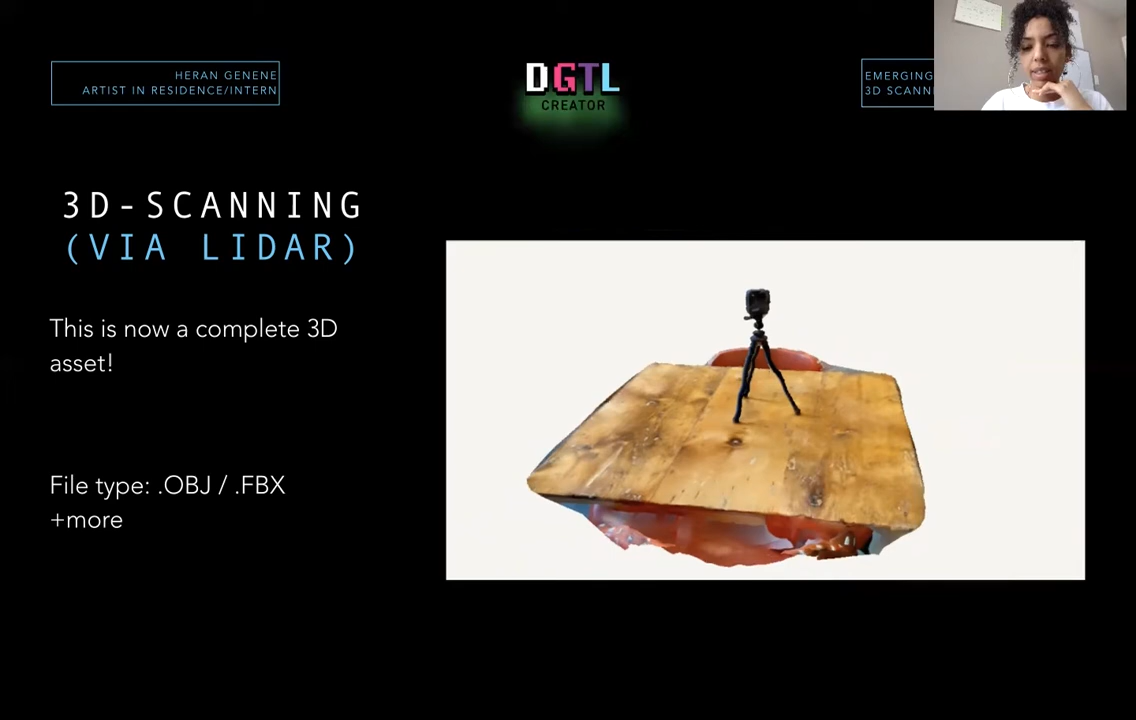 HERAN GENENE
ARTIST IN RESIDENCE/INTERN
DGTL
CREATOR
EMERGING
3D
3D-SCANNING
(VIA LIDAR)
This is now a complete 3D
asset!
File type: .OBJ / .FBX
+more